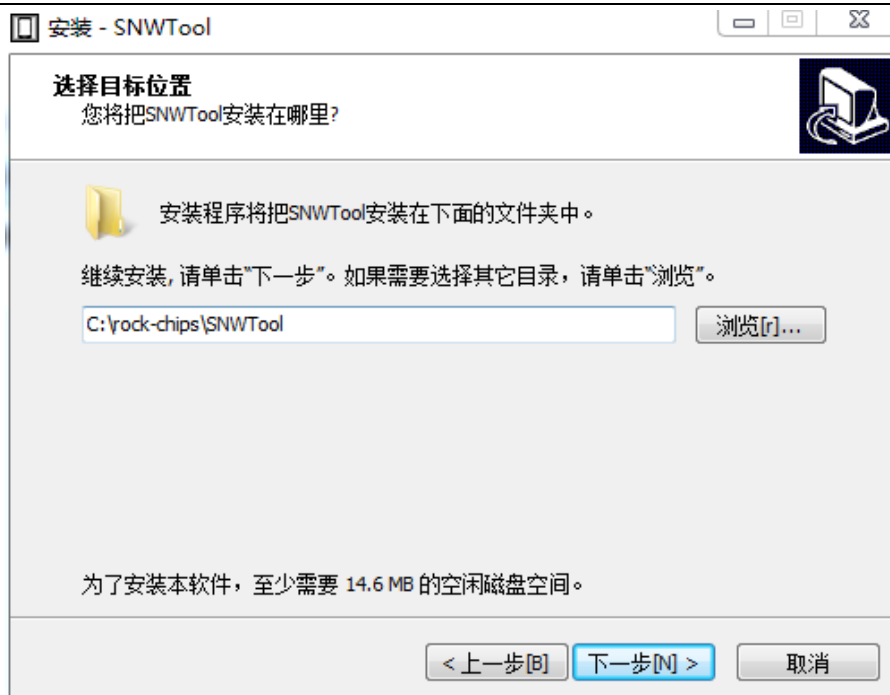 安装 - SNWTool
选择目标位置
您将把SNWTool安装在哪里?
安装程序将把SNWTool安装在下面的文件夹中。
继续安装, 请单击“下一步”。如果需要选择其它目录，请单击“浏览”。
C:\rock-chips\SNWTool
浏览[r]...
为了安装本软件，至少需要 14.6 MB 的空闲磁盘空间。
< 上一步[B]
下一步[N] >
取消